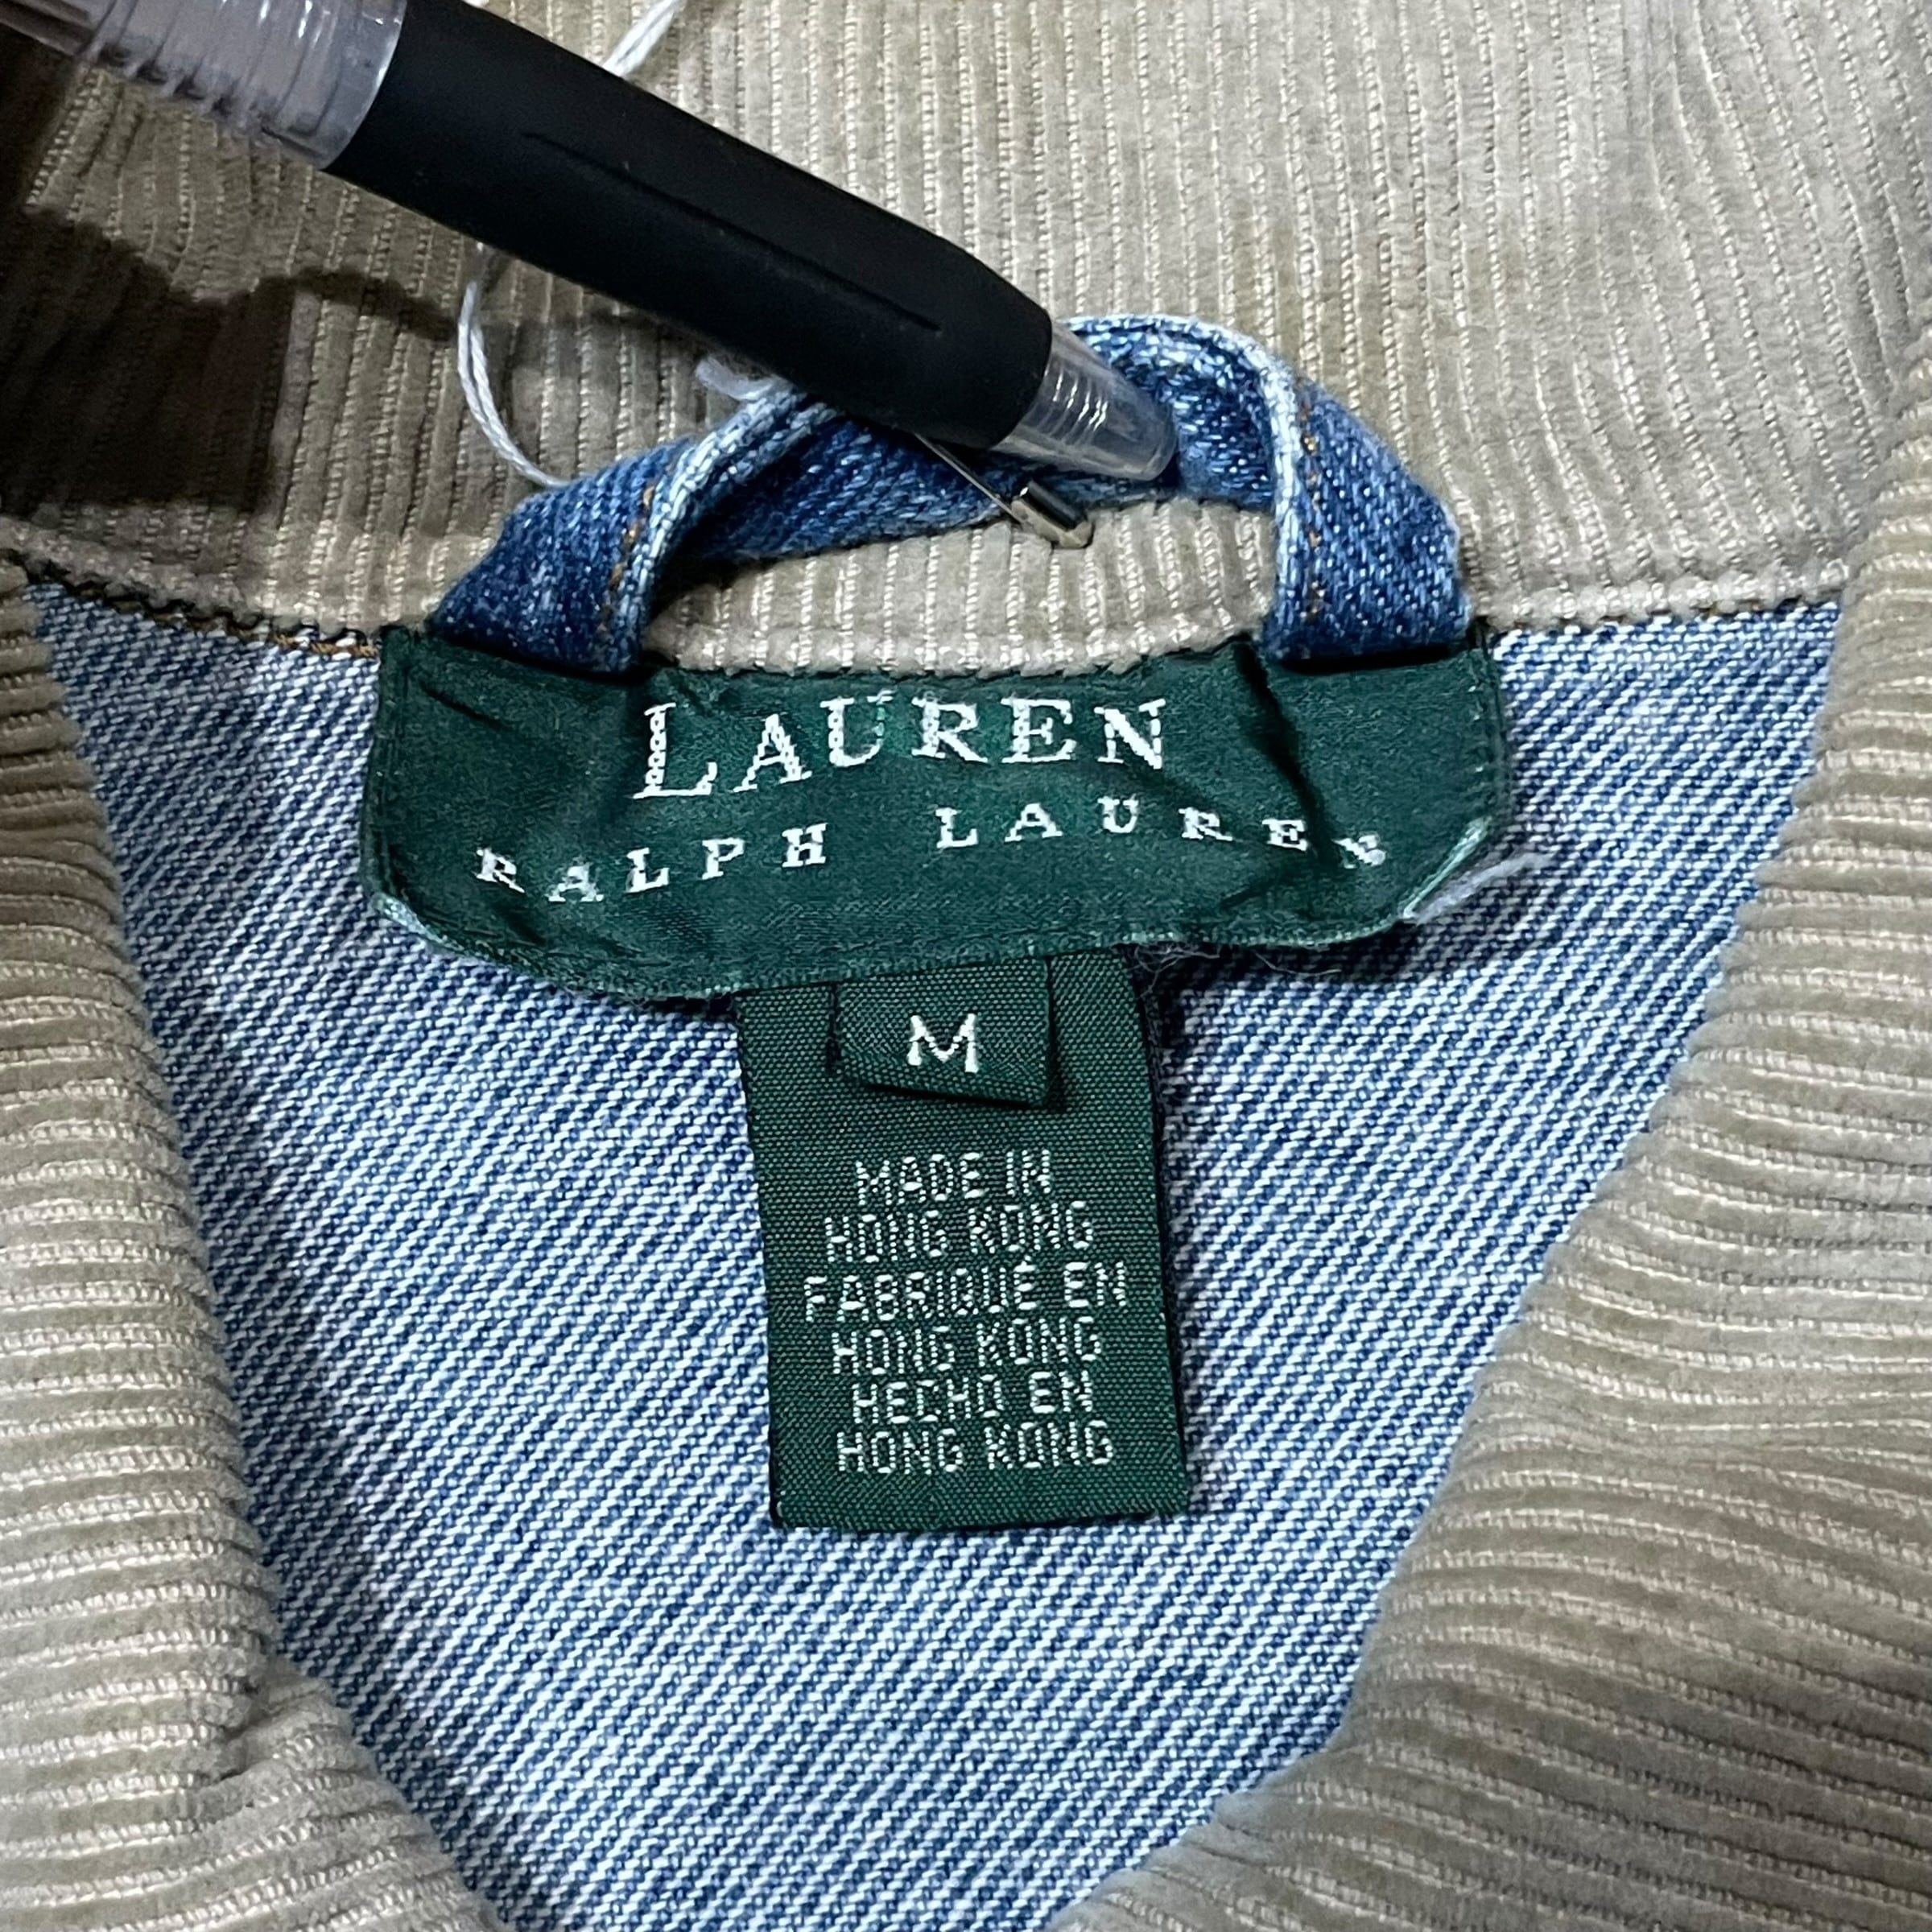 LAUREN
RALPH LAUREN
M
MADE IN
HONG KONG
FABRIQUÉ EN
HONG KONG
HECHO EN
HONG KONG